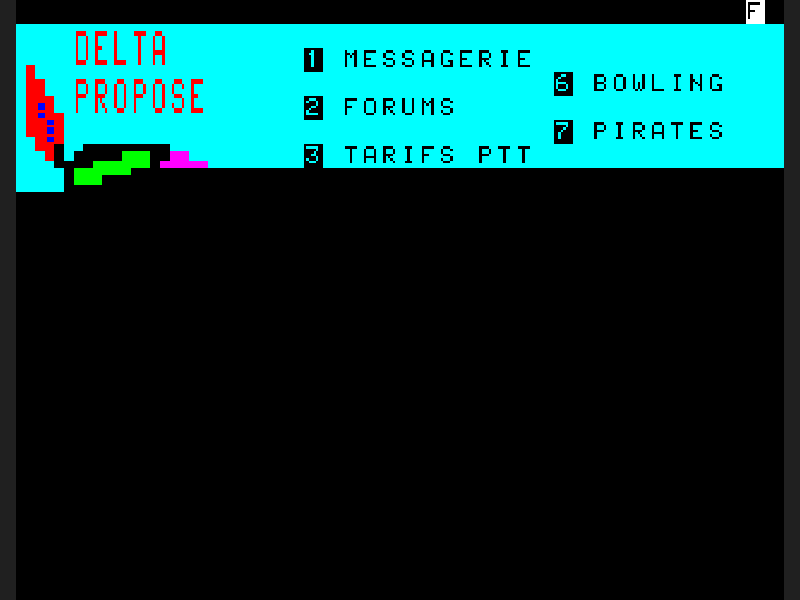 F
DELTA
PROPOSE
1 MESSAGERIE
2 FORUMS
3 TARIFS PTT
6 BOWLING
7 PIRATES